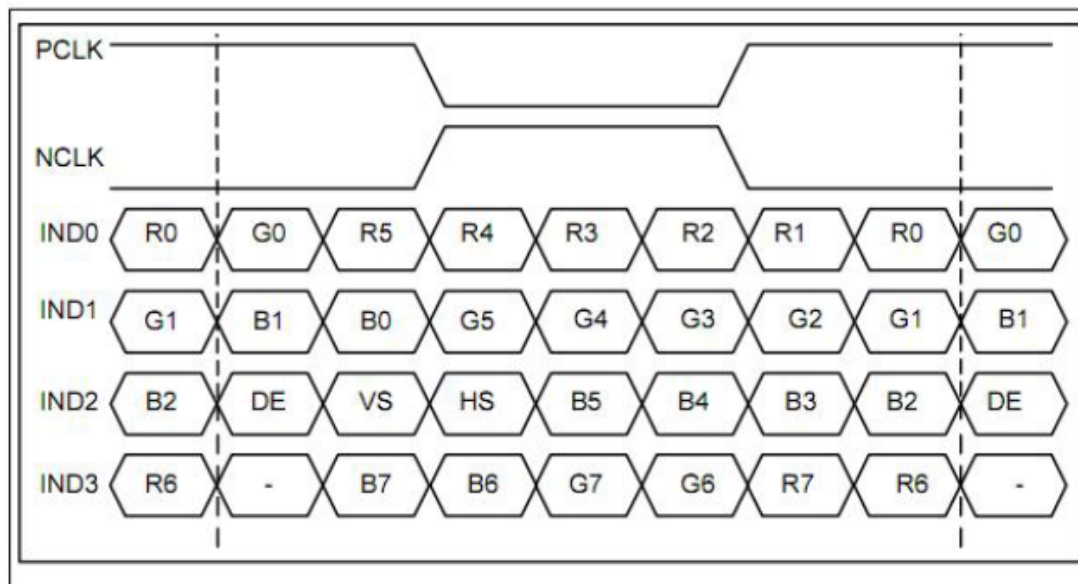 PCLK
NCLK
IND0 R0 G0 R5 R4 R3 R2 R1 R0 G0
IND1 G1 B1 B0 G5 G4 G3 G2 G1 B1
IND2 B2 DE VS HS B5 B4 B3 B2 DE
IND3 R6 - B7 B6 G7 G6 R7 R6 -